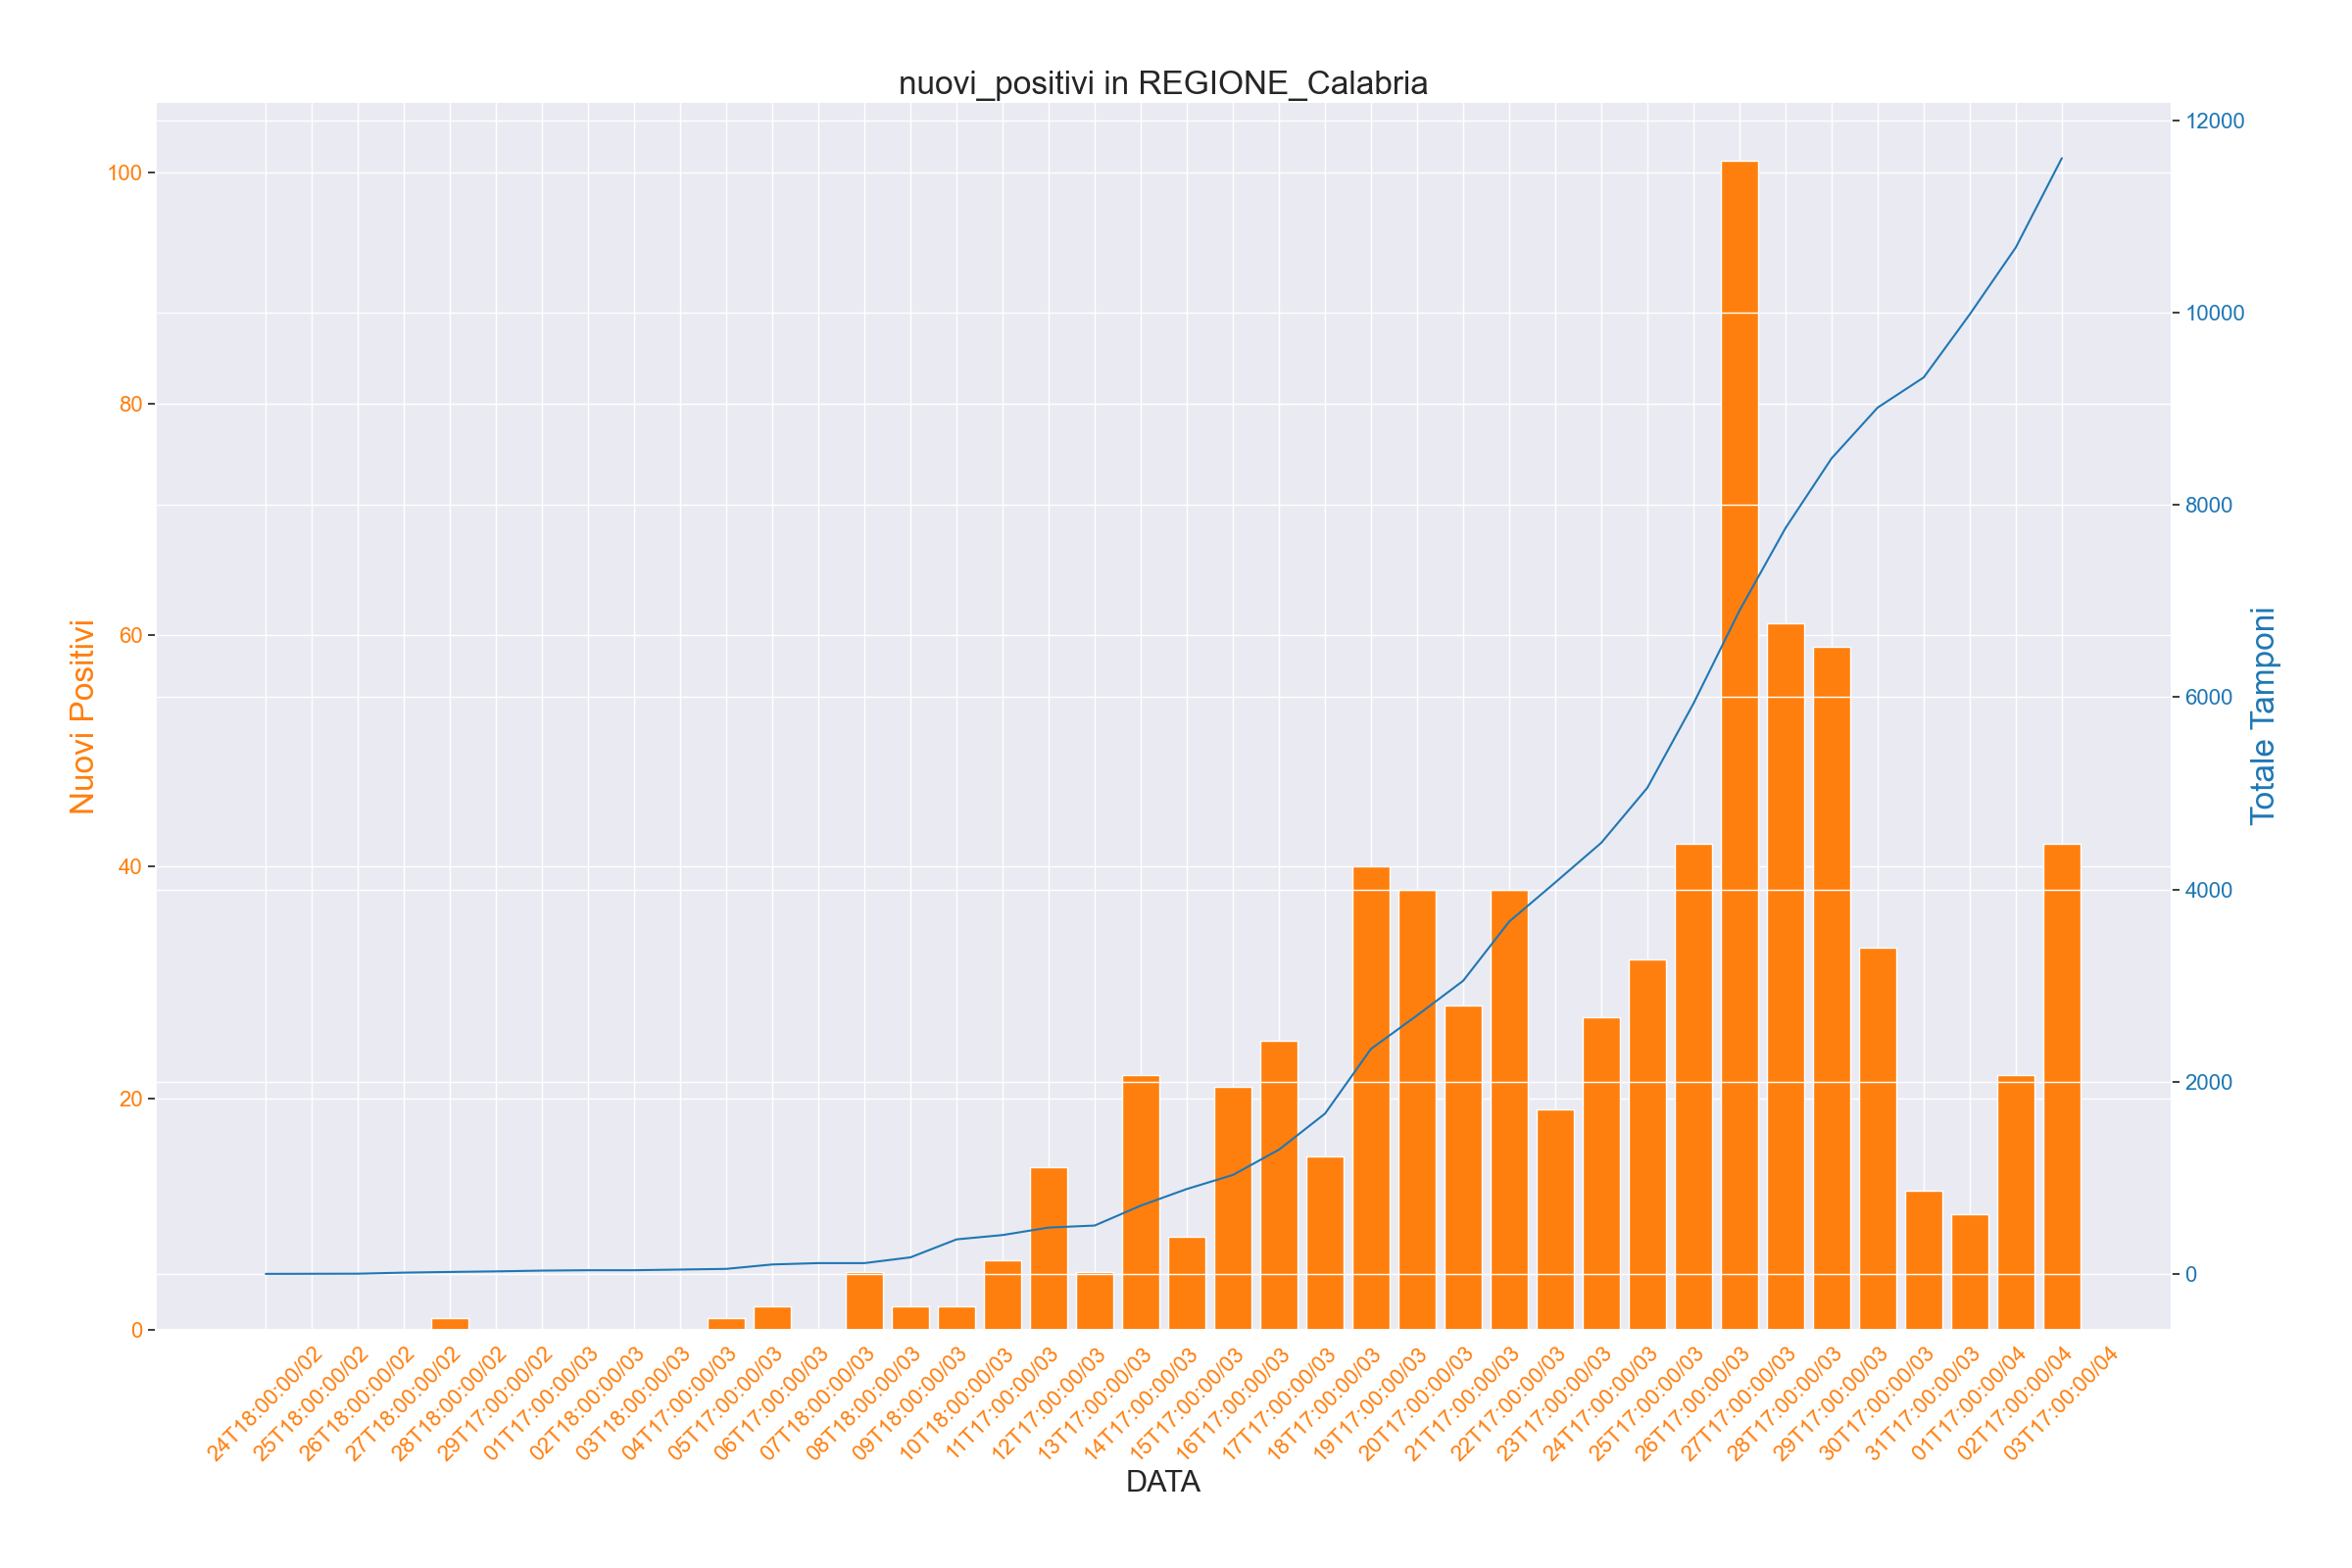 nuovi_positivi in REGIONE_Calabria
Nuovi Positivi
100
80
60
40
20
0
Totale Tamponi
12000
10000
8000
6000
4000
2000
0
24T18:00:00/02
25T18:00:00/02
26T18:00:00/02
27T18:00:00/02
28T18:00:00/02
29T17:00:00/02
01T17:00:00/03
02T18:00:00/03
03T18:00:00/03
04T17:00:00/03
05T17:00:00/03
06T17:00:00/03
07T18:00:00/03
08T18:00:00/03
09T18:00:00/03
10T18:00:00/03
11T17:00:00/03
12T17:00:00/03
13T17:00:00/03
14T17:00:00/03
15T17:00:00/03
16T17:00:00/03
17T17:00:00/03
18T17:00:00/03
19T17:00:00/03
20T17:00:00/03
21T17:00:00/03
22T17:00:00/03
23T17:00:00/03
24T17:00:00/03
25T17:00:00/03
26T17:00:00/03
27T17:00:00/03
28T17:00:00/03
29T17:00:00/03
30T17:00:00/03
31T17:00:00/03
01T17:00:00/04
02T17:00:00/04
03T17:00:00/04
DATA